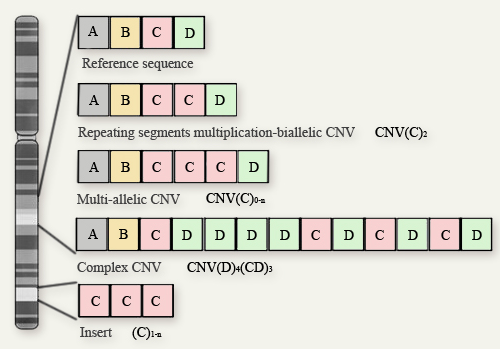 A B C D
Reference sequence
A B C C D
Repeating segments multiplication-biallelic CNV CNV(C)₂
A B C C C D
Multi-allelic CNV CNV(C)₀₋ₙ
A B C D D D D C D C D C D
Complex CNV CNV(D)₄(CD)₃
C C C
Insert (C)₁₋ₙ